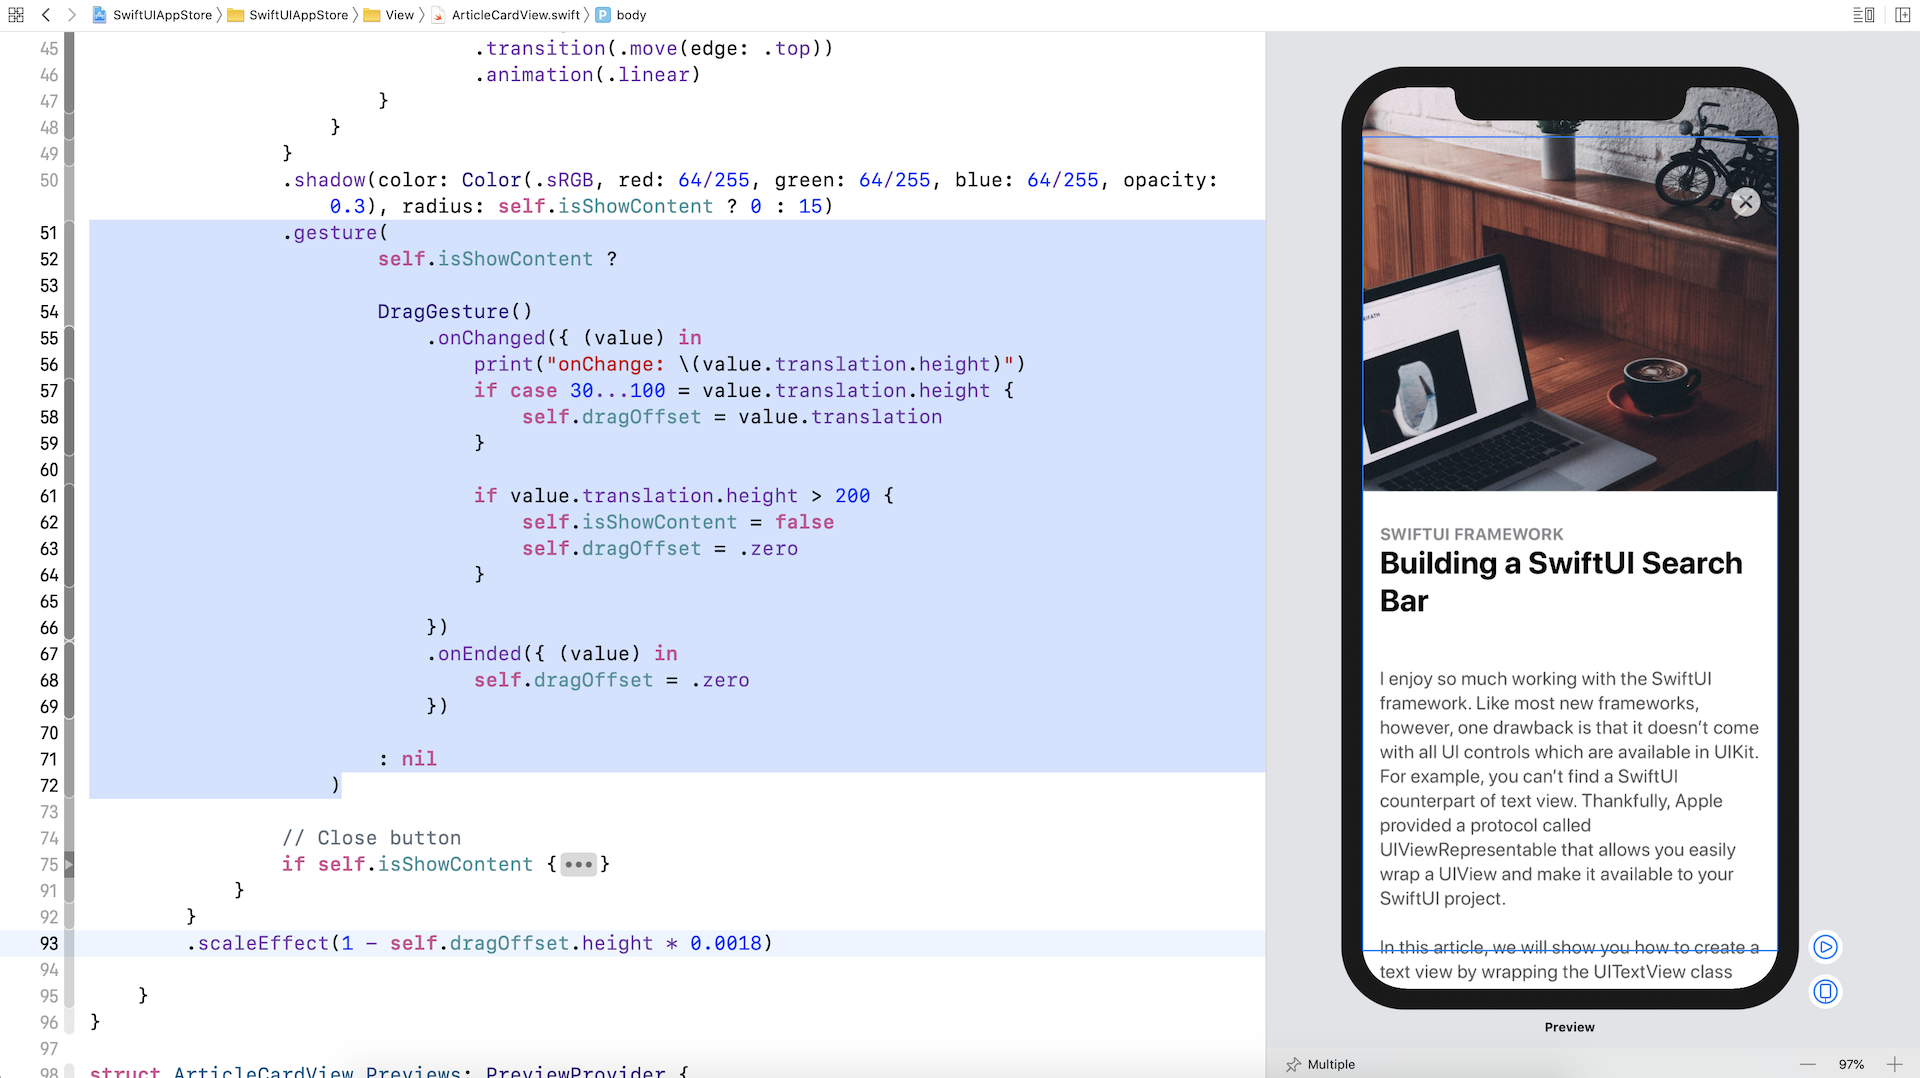 SwiftUIAppStore
SwiftUIAppStore
View
ArticleCardView.swift
P
body
45 .transition(.move(edge: .top))
46 .animation(.linear)
47 }
48 }
49 }
50 .shadow(color: Color(.sRGB, red: 64/255, green: 64/255, blue: 64/255, opacity:
0.3), radius: self.isShowContent ? 0 : 15)
51 .gesture(
52 self.isShowContent ?
53
54 DragGesture()
55 .onChanged({ (value) in
56 print("onChange: \(value.translation.height)")
57 if case 30...100 = value.translation.height {
58 self.dragOffset = value.translation
59 }
60
61 if value.translation.height > 200 {
62 self.isShowContent = false
63 self.dragOffset = .zero
64 }
65
66 })
67 .onEnded({ (value) in
68 self.dragOffset = .zero
69 })
70
71 : nil
72 )
73
74 // Close button
75 if self.isShowContent {•••}
91 }
92 }
93 .scaleEffect(1 - self.dragOffset.height * 0.0018)
94
95 }
96 }
97
98 struct ArticleCardView_Previews: PreviewProvider {
SWIFTUI FRAMEWORK
Building a SwiftUI Search
Bar
I enjoy so much working with the SwiftUI
framework. Like most new frameworks,
however, one drawback is that it doesn’t come
with all UI controls which are available in UIKit.
For example, you can’t find a SwiftUI
counterpart of text view. Thankfully, Apple
provided a protocol called
UIViewRepresentable that allows you easily
wrap a UIView and make it available to your
SwiftUI project.
In this article, we will show you how to create a
text view by wrapping the UITextView class
Preview
Multiple
97%